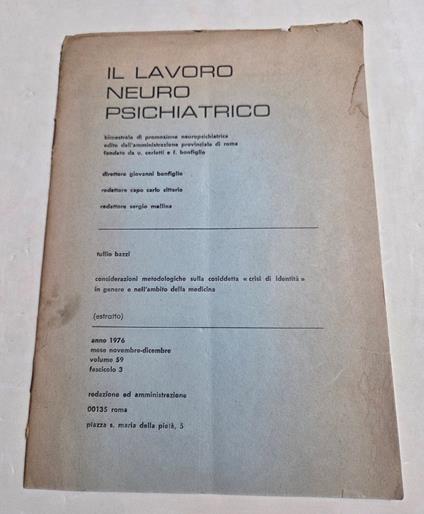 IL LAVORO
NEURO
PSICHIATRICO
bimestrale di promozione neuropsichiatrica
edito dall'amministrazione provinciale di roma
fondato da u. cerletti e f. bonfiglio
direttore giovanni bonfiglio
redattore capo carlo sittorio
redattore sergio mellina
tullio bazzi
considerazioni metodologiche sulla cosiddetta « crisi di identità »
in genere e nell'ambito della medicina
(estratto)
anno 1976
mese novembre-dicembre
volume 59
fascicolo 3
redazione ed amministrazione
00135 roma
piazza s. maria della pietà, 5